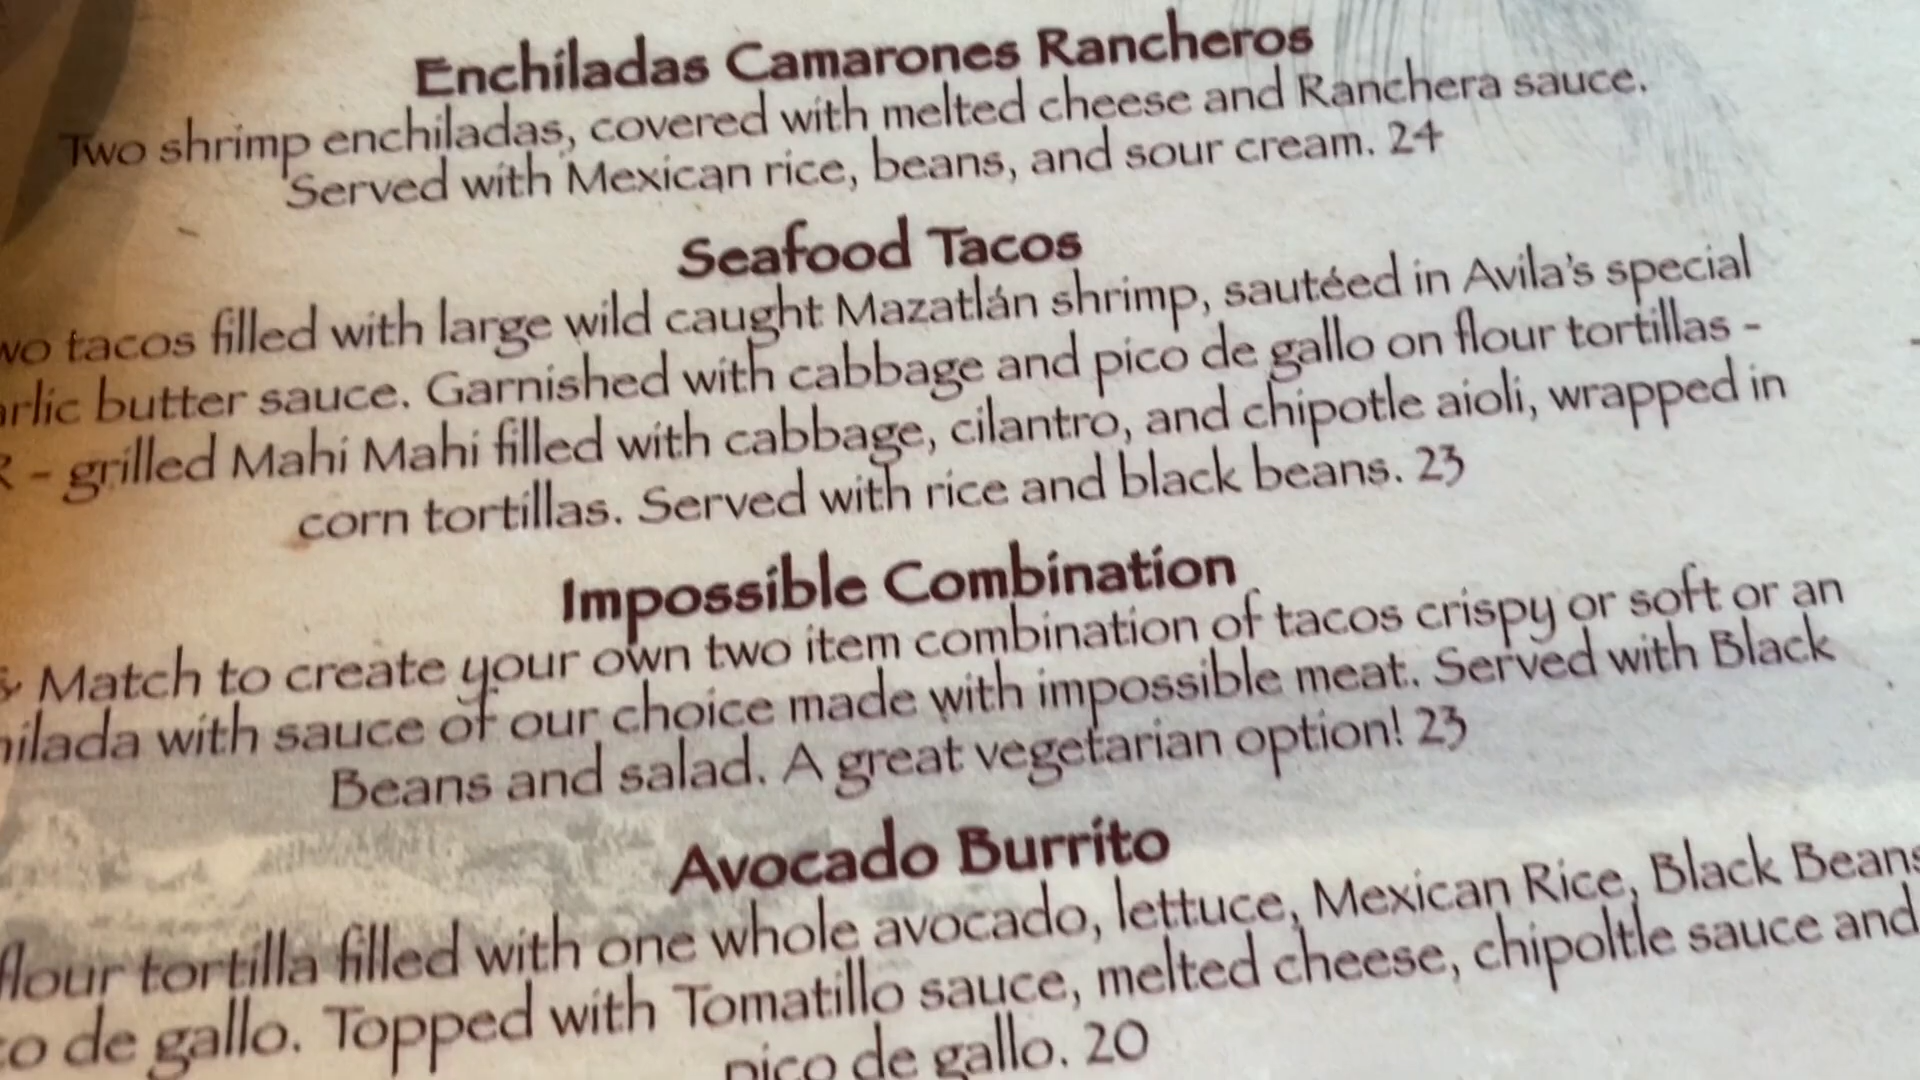 Enchiladas Camarones Rancheros
Two shrimp enchiladas, covered with melted cheese and Ranchera sauce.
Served with Mexican rice, beans, and sour cream. 24
Seafood Tacos
wo tacos filled with large wild caught Mazatlán shrimp, sautéed in Avila's special
arlic butter sauce. Garnished with cabbage and pico de gallo on flour tortillas -
R - grilled Mahi Mahi filled with cabbage, cilantro, and chipotle aioli, wrapped in
corn tortillas. Served with rice and black beans. 23
Impossible Combination
& Match to create your own two item combination of tacos crispy or soft or an
hilada with sauce of our choice made with impossible meat. Served with Black
Beans and salad. A great vegetarian option! 23
Avocado Burrito
flour tortilla filled with one whole avocado, lettuce, Mexican Rice, Black Beans
co de gallo. Topped with Tomatillo sauce, melted cheese, chipoltle sauce and
pico de gallo. 20